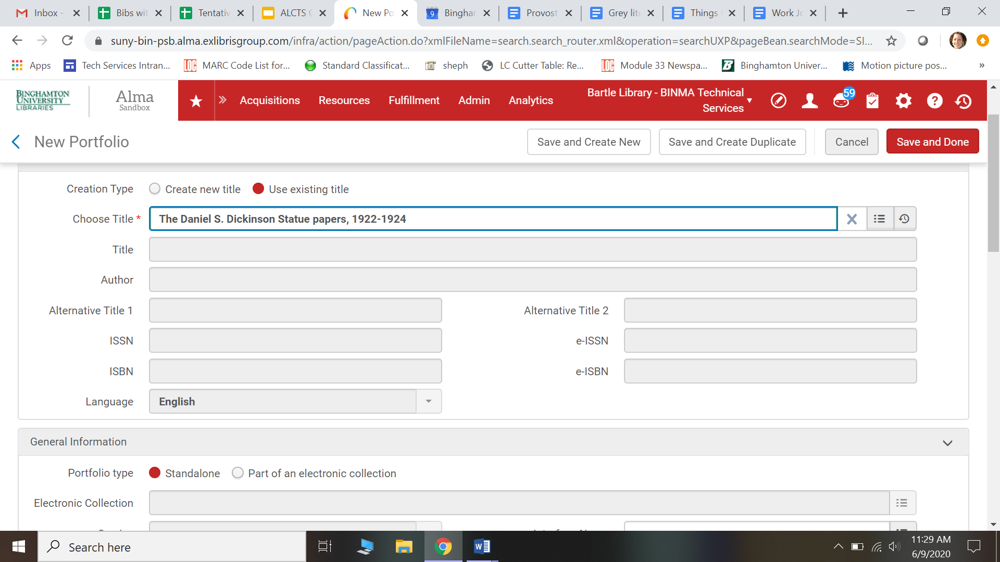 Inbox -
Bibs wit
Tentativ
ALCTS
New Po
9
Binghar
Provost
Grey lite
Things
Work Jo
suny-bin-psb.alma.exlibrisgroup.com/infra/action/pageAction.do?xmlFileName=search.search_router.xml&operation=searchUXP&pageBean.searchMode=SI...
Apps
Tech Services Intran...
MARC Code List for...
Standard Classificat...
sheph
LC Cutter Table: Re...
Module 33 Newspa...
Binghamton Univer...
Motion picture pos...
»
BINGHAMTON
UNIVERSITY
LIBRARIES
Alma
Sandbox
Acquisitions
Resources
Fulfillment
Admin
Analytics
Bartle Library - BINMA Technical
Services
59
New Portfolio
Save and Create New
Save and Create Duplicate
Cancel
Save and Done
Creation Type
Create new title
Use existing title
Choose Title *
The Daniel S. Dickinson Statue papers, 1922-1924
Title
Author
Alternative Title 1
Alternative Title 2
ISSN
e-ISSN
ISBN
e-ISBN
Language
English
General Information
Portfolio type
Standalone
Part of an electronic collection
Electronic Collection
Search here
11:29 AM
6/9/2020